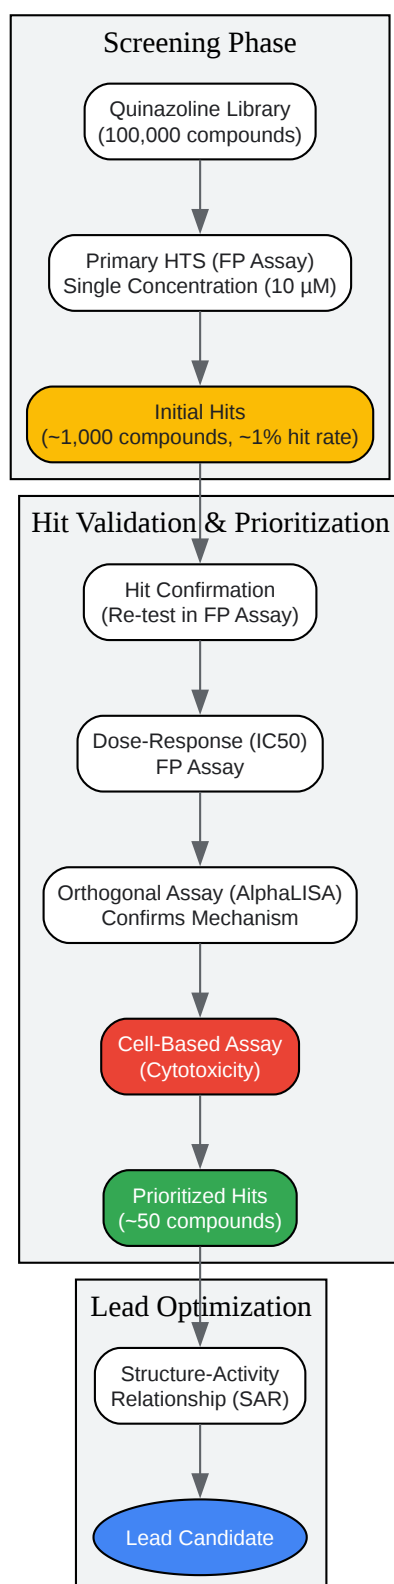 Screening Phase
Quinazoline Library
(100,000 compounds)
Primary HTS (FP Assay)
Single Concentration (10 µM)
Initial Hits
(~1,000 compounds, ~1% hit rate)
Hit Validation & Prioritization
Hit Confirmation
(Re-test in FP Assay)
Dose-Response (IC50)
FP Assay
Orthogonal Assay (AlphaLISA)
Confirms Mechanism
Cell-Based Assay
(Cytotoxicity)
Prioritized Hits
(~50 compounds)
Lead Optimization
Structure-Activity
Relationship (SAR)
Lead Candidate